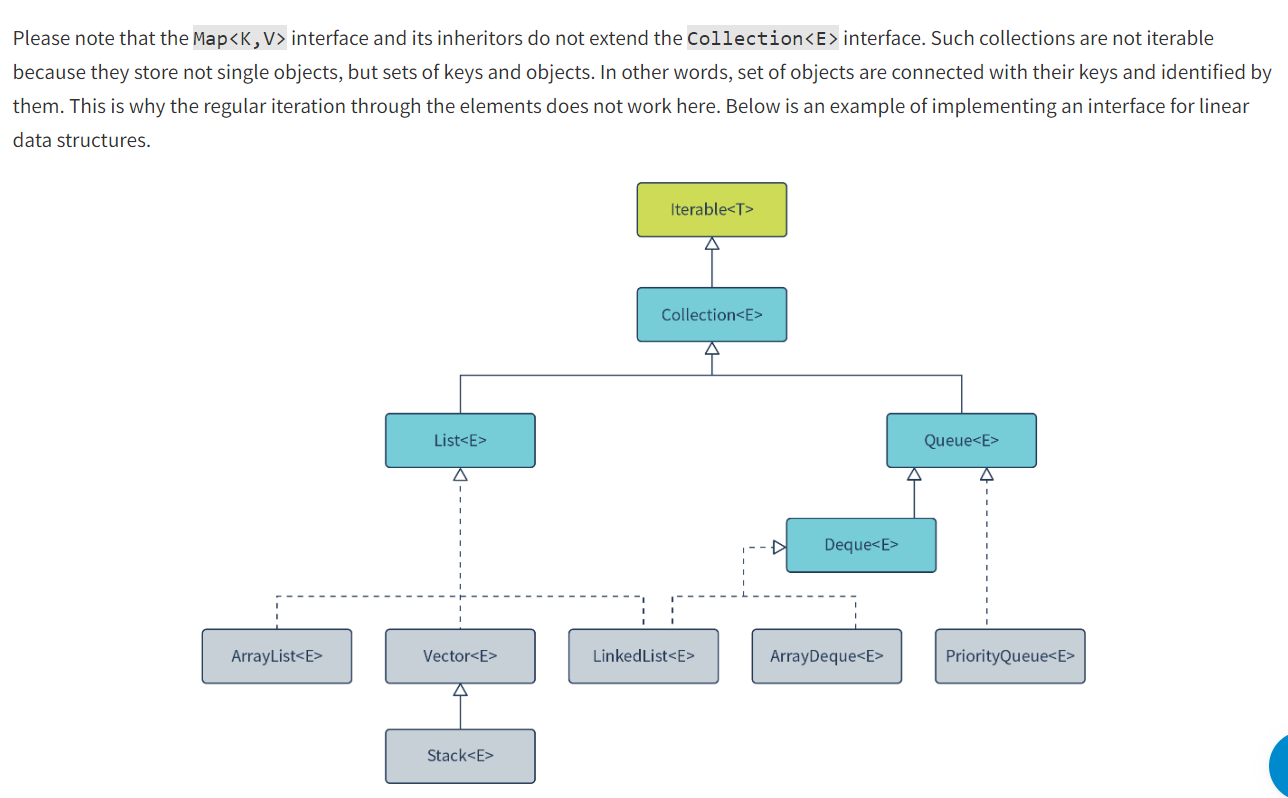 Please note that the Map<K,V> interface and its inheritors do not extend the Collection<E> interface. Such collections are not iterable
because they store not single objects, but sets of keys and objects. In other words, set of objects are connected with their keys and identified by
them. This is why the regular iteration through the elements does not work here. Below is an example of implementing an interface for linear
data structures.
Iterable<T>
Collection<E>
List<E>
Queue<E>
Deque<E>
ArrayList<E>
Vector<E>
LinkedList<E>
ArrayDeque<E>
PriorityQueue<E>
Stack<E>